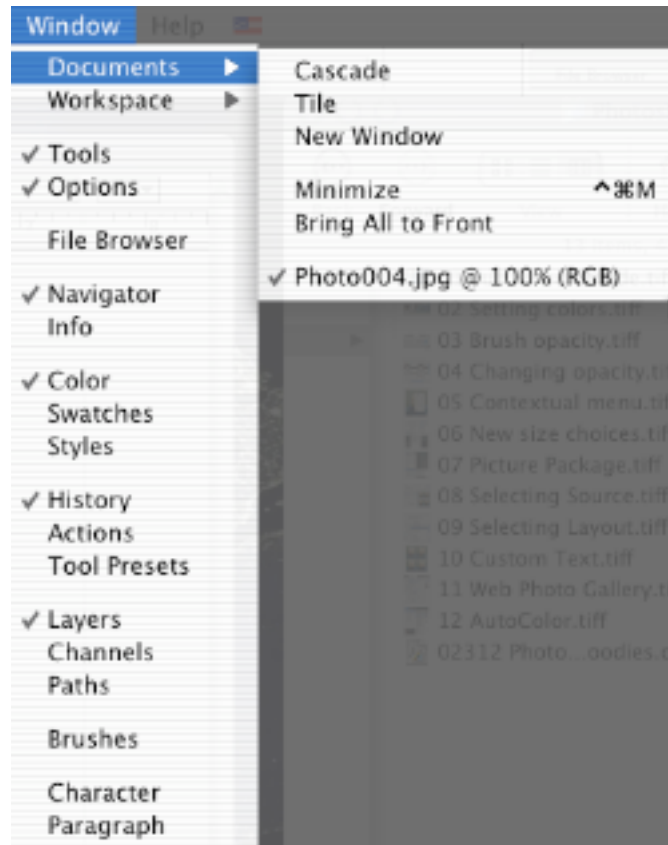 Window Help
Documents
Workspace
✓ Tools
✓ Options
File Browser
✓ Navigator
Info
✓ Color
Swatches
Styles
✓ History
Actions
Tool Presets
✓ Layers
Channels
Paths
Brushes
Character
Paragraph
Cascade
Tile
New Window
Minimize ^⌘M
Bring All to Front
✓ Photo004.jpg @ 100% (RGB)
02 Setting colors.tiff
03 Brush opacity.tiff
04 Changing opacity.tif
05 Contextual menu.tif
06 New size choices.tif
07 Picture Package.tiff
08 Selecting Source.tiff
09 Selecting Layout.tiff
10 Custom Text.tiff
11 Web Photo Gallery.t
12 AutoColor.tiff
02312 Photo...oodies.